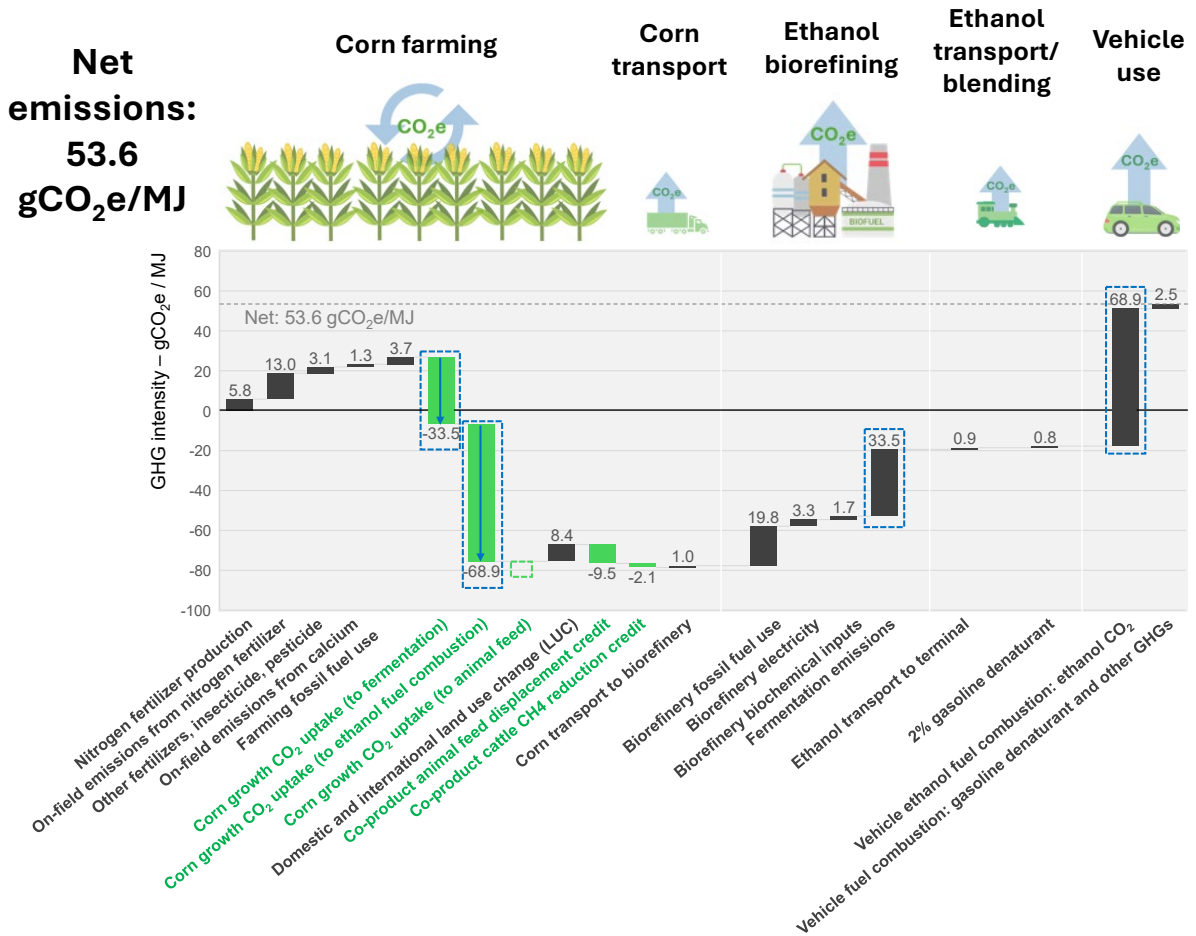 Net
emissions:
53.6
gCO₂e/MJ
Corn farming
Corn
transport
Ethanol
biorefining
Ethanol
transport/
blending
Vehicle
use
CO₂e
CO₂e
CO₂e
BIOFUEL
CO₂e
CO₂e
GHG intensity – gCO₂e / MJ
80
60
40
20
0
-20
-40
-60
-80
-100
Net: 53.6 gCO₂e/MJ
5.8
13.0
3.1
1.3
3.7
-33.5
-68.9
8.4
-9.5
-2.1
1.0
19.8
3.3
1.7
33.5
0.9
0.8
68.9
2.5
Nitrogen fertilizer production
On-field emissions from nitrogen fertilizer
Other fertilizers, insecticide, pesticide
On-field emissions from calcium
Farming fossil fuel use
Corn growth CO₂ uptake (to fermentation)
Corn growth CO₂ uptake (to ethanol fuel combustion)
Corn growth CO₂ uptake (to animal feed)
Domestic and international land use change (LUC)
Co-product animal feed displacement credit
Co-product cattle CH4 reduction credit
Corn transport to biorefinery
Biorefinery fossil fuel use
Biorefinery electricity
Biorefinery biochemical inputs
Fermentation emissions
Ethanol transport to terminal
2% gasoline denaturant
Vehicle ethanol fuel combustion: ethanol CO₂
Vehicle fuel combustion: gasoline denaturant and other GHGs